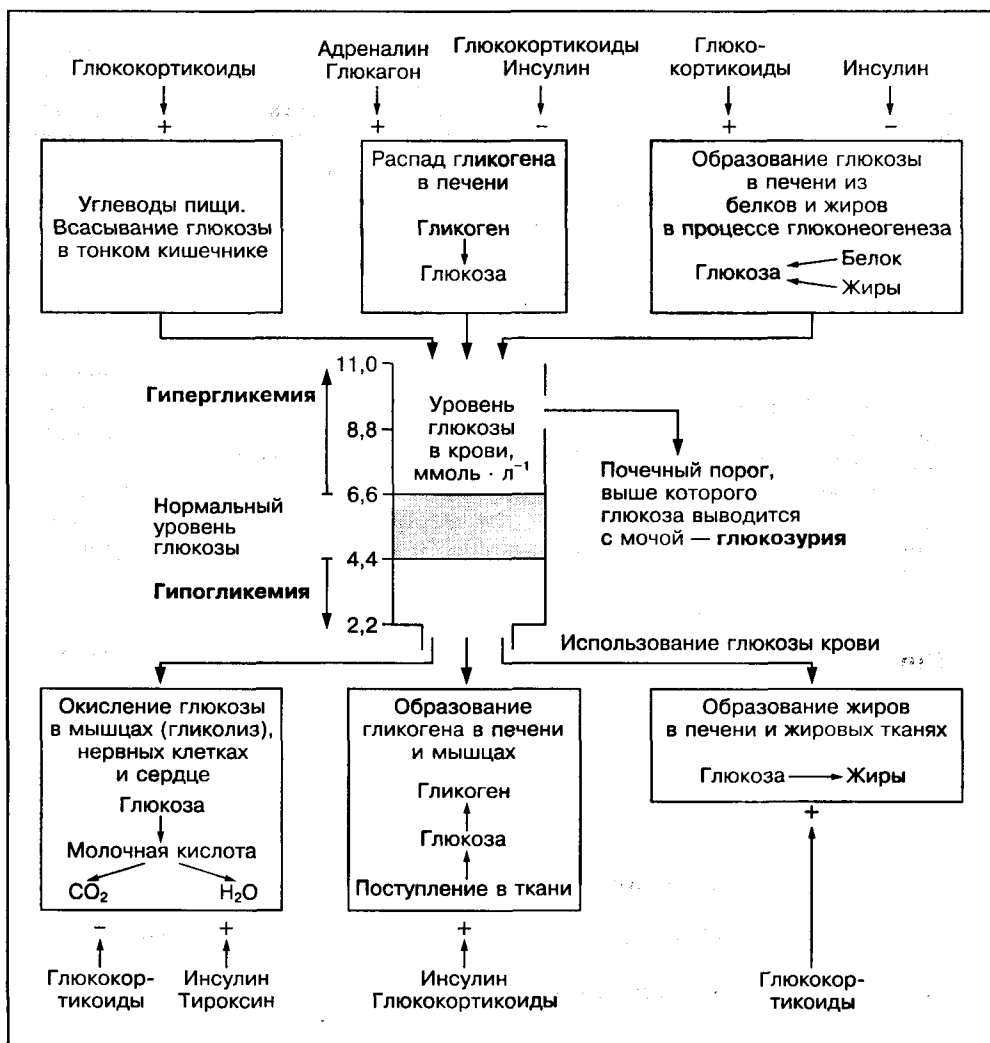 Глюкокортикоиды
+
Адреналин
Глюкагон
+
Глюкокортикоиды
Инсулин
−
Глюко-
кортикоиды
+
Инсулин
−
Углеводы пищи.
Всасывание глюкозы
в тонком кишечнике
Распад гликогена
в печени
Гликоген
Глюкоза
Образование глюкозы
в печени из
белков и жиров
в процессе глюконеогенеза
Глюкоза
Белок
Жиры
Гипергликемия
Нормальный
уровень
глюкозы
Гипогликемия
11,0
8,8
6,6
4,4
2,2
Уровень
глюкозы
в крови,
ммоль · л⁻¹
Почечный порог,
выше которого
глюкоза выводится
с мочой — глюкозурия
Использование глюкозы крови
Окисление глюкозы
в мышцах (гликолиз),
нервных клетках
и сердце
Глюкоза
Молочная кислота
CO₂ H₂O
−
Глюкокор-
тикоиды
+
Инсулин
Тироксин
Образование
гликогена в печени
и мышцах
Гликоген
Глюкоза
Поступление в ткани
+
Инсулин
Глюкокортикоиды
Образование жиров
в печени и жировых тканях
Глюкоза Жиры
+
Глюкокор-
тикоиды